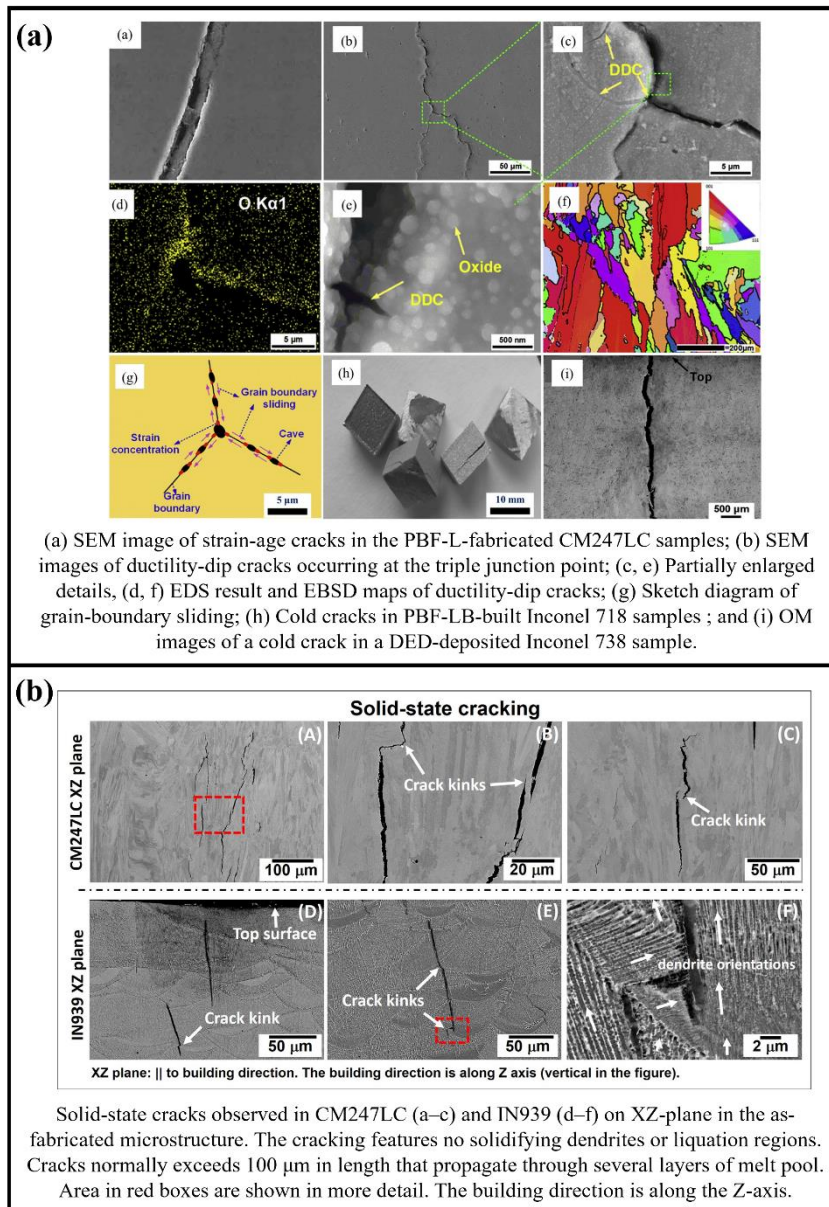 (a)
(a)
(b)
(c)
DDC
50 μm
5 μm
(d)
O Kα1
(e)
Oxide
DDC
(f)
5 μm
500 nm
200μm
(g)
Grain boundary
sliding
Strain
concentration
Cave
Grain
boundary
5 μm
(h)
10 mm
Top
(i)
500 μm
(a) SEM image of strain-age cracks in the PBF-L-fabricated CM247LC samples; (b) SEM
images of ductility-dip cracks occurring at the triple junction point; (c, e) Partially enlarged
details, (d, f) EDS result and EBSD maps of ductility-dip cracks; (g) Sketch diagram of
grain-boundary sliding; (h) Cold cracks in PBF-LB-built Inconel 718 samples ; and (i) OM
images of a cold crack in a DED-deposited Inconel 738 sample.
(b)
Solid-state cracking
CM247LC XZ plane
(A)
100 μm
(B)
Crack kinks
20 μm
(C)
Crack kink
50 μm
IN939 XZ plane
(D)
Top surface
Crack kink
50 μm
(E)
Crack kinks
50 μm
(F)
dendrite orientations
2 μm
XZ plane: || to building direction. The building direction is along Z axis (vertical in the figure).
Solid-state cracks observed in CM247LC (a–c) and IN939 (d–f) on XZ-plane in the as-
fabricated microstructure. The cracking features no solidifying dendrites or liquation regions.
Cracks normally exceeds 100 μm in length that propagate through several layers of melt pool.
Area in red boxes are shown in more detail. The building direction is along the Z-axis.